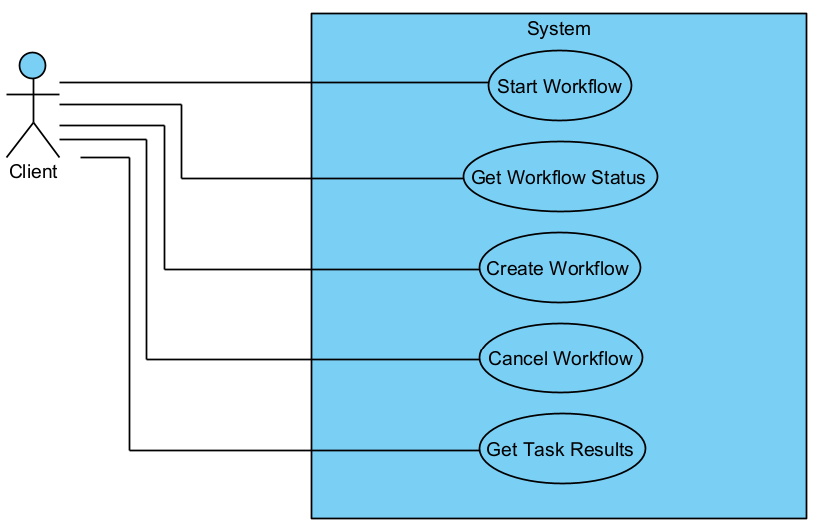 System
Start Workflow
Client
Get Workflow Status
Create Workflow
Cancel Workflow
Get Task Results